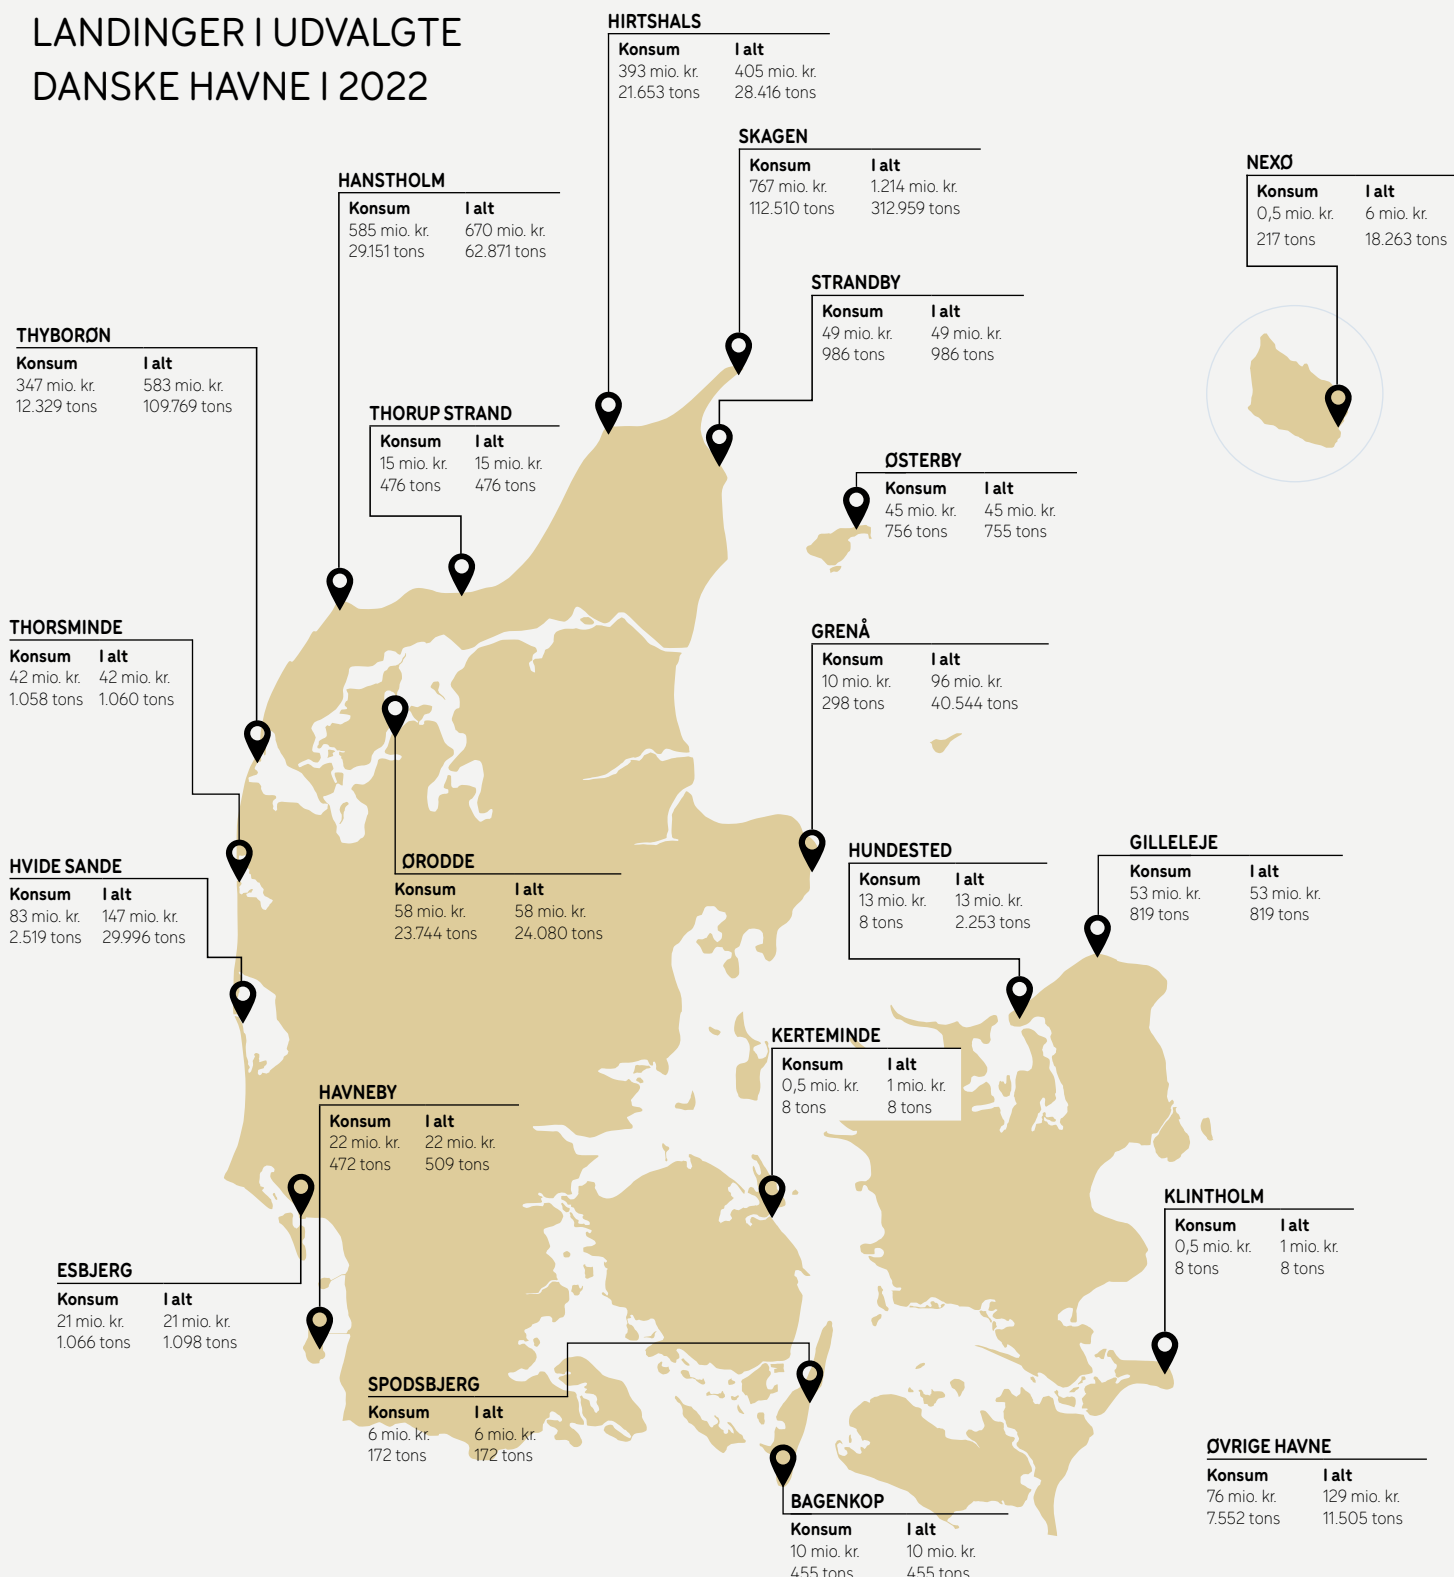 LANDINGER I UDVALGTE
DANSKE HAVNE I 2022
HIRTSHALS
Konsum I alt
393 mio. kr. 405 mio. kr.
21.653 tons 28.416 tons
SKAGEN
Konsum I alt
767 mio. kr. 1.214 mio. kr.
112.510 tons 312.959 tons
NEXØ
Konsum I alt
0,5 mio. kr. 6 mio. kr.
217 tons 18.263 tons
HANSTHOLM
Konsum I alt
585 mio. kr. 670 mio. kr.
29.151 tons 62.871 tons
STRANDBY
Konsum I alt
49 mio. kr. 49 mio. kr.
986 tons 986 tons
THYBORØN
Konsum I alt
347 mio. kr. 583 mio. kr.
12.329 tons 109.769 tons
THORUP STRAND
Konsum I alt
15 mio. kr. 15 mio. kr.
476 tons 476 tons
ØSTERBY
Konsum I alt
45 mio. kr. 45 mio. kr.
756 tons 755 tons
THORSMINDE
Konsum I alt
42 mio. kr. 42 mio. kr.
1.058 tons 1.060 tons
GRENÅ
Konsum I alt
10 mio. kr. 96 mio. kr.
298 tons 40.544 tons
HVIDE SANDE
Konsum I alt
83 mio. kr. 147 mio. kr.
2.519 tons 29.996 tons
ØRODDE
Konsum I alt
58 mio. kr. 58 mio. kr.
23.744 tons 24.080 tons
HUNDESTED
Konsum I alt
13 mio. kr. 13 mio. kr.
8 tons 2.253 tons
GILLELEJE
Konsum I alt
53 mio. kr. 53 mio. kr.
819 tons 819 tons
KERTEMINDE
Konsum I alt
0,5 mio. kr. 1 mio. kr.
8 tons 8 tons
HAVNEBY
Konsum I alt
22 mio. kr. 22 mio. kr.
472 tons 509 tons
KLINTHOLM
Konsum I alt
0,5 mio. kr. 1 mio. kr.
8 tons 8 tons
ESBJERG
Konsum I alt
21 mio. kr. 21 mio. kr.
1.066 tons 1.098 tons
SPODSBJERG
Konsum I alt
6 mio. kr. 6 mio. kr.
172 tons 172 tons
ØVRIGE HAVNE
Konsum I alt
76 mio. kr. 129 mio. kr.
7.552 tons 11.505 tons
BAGENKOP
Konsum I alt
10 mio. kr. 10 mio. kr.
455 tons 455 tons